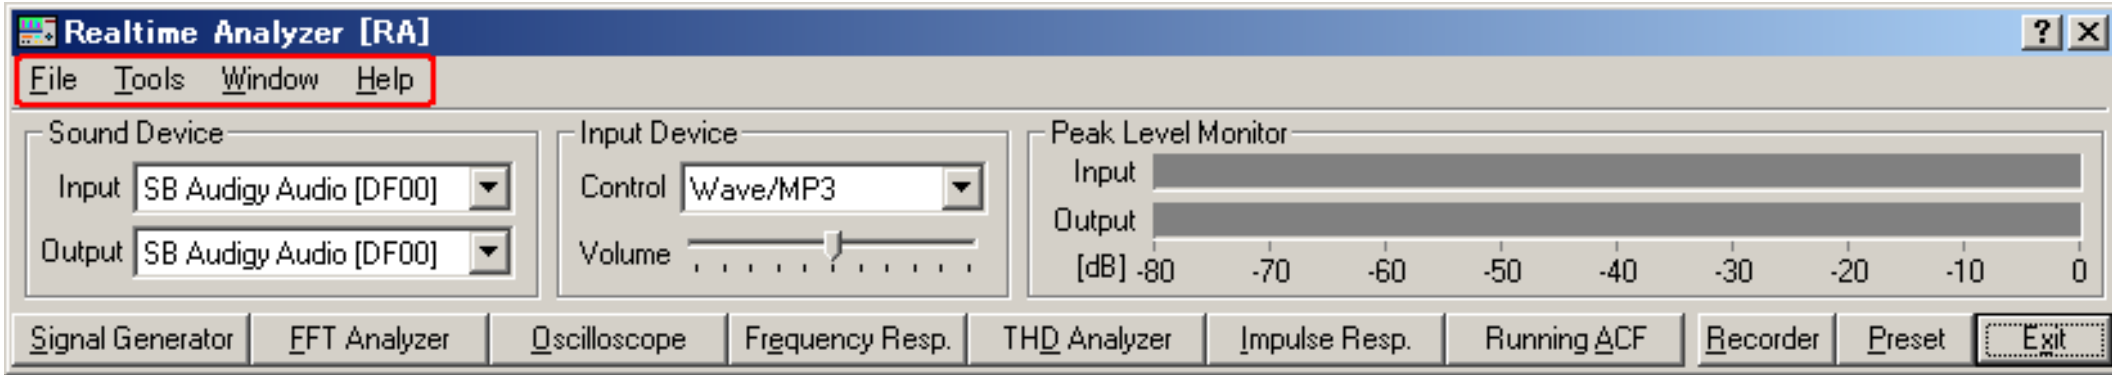 Realtime Analyzer [RA]
File Tools Window Help
Sound Device
Input SB Audigy Audio [DF00]
Output SB Audigy Audio [DF00]
Input Device
Control Wave/MP3
Volume
Peak Level Monitor
Input
Output
[dB] -80 -70 -60 -50 -40 -30 -20 -10 0
Signal Generator FFT Analyzer Oscilloscope Frequency Resp. THD Analyzer Impulse Resp. Running ACF Recorder Preset Exit